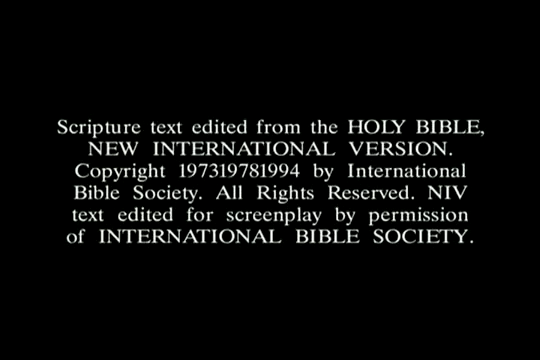 Scripture text edited from the HOLY BIBLE,
NEW INTERNATIONAL VERSION.
Copyright 197319781994 by International
Bible Society. All Rights Reserved. NIV
text edited for screenplay by permission
of INTERNATIONAL BIBLE SOCIETY.